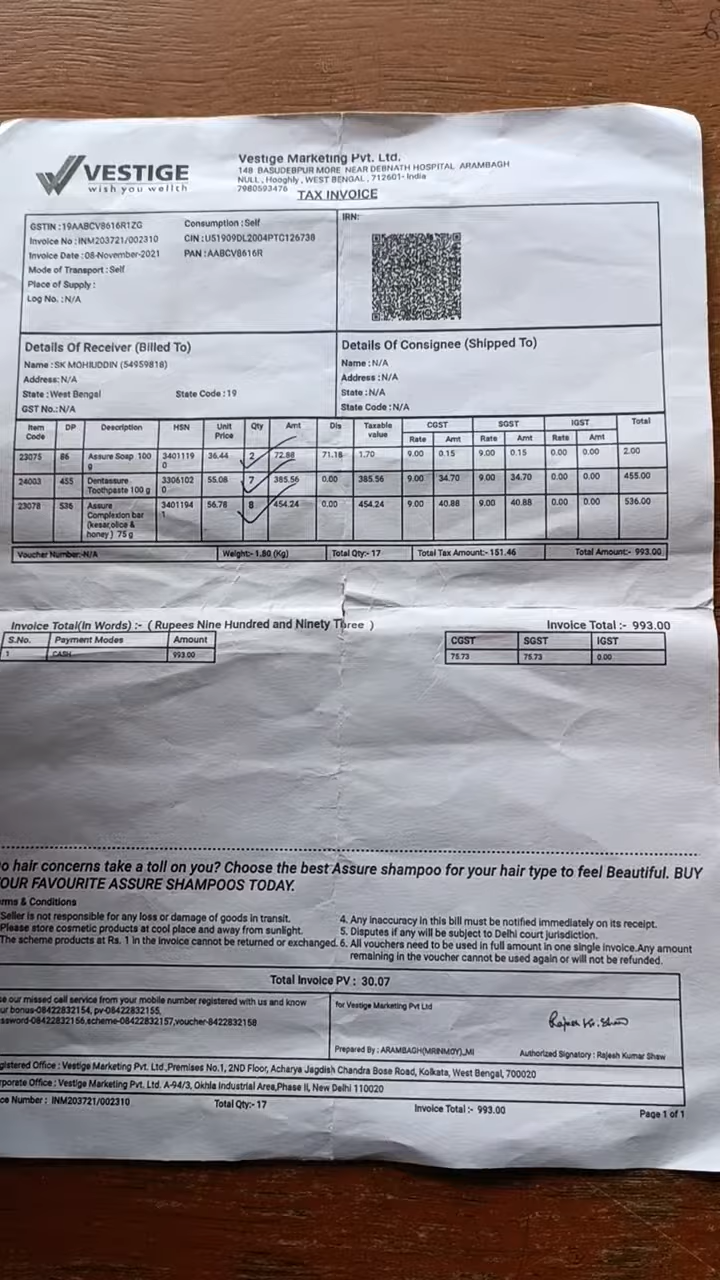 VESTIGE
wish you wellth
Vestige Marketing Pvt. Ltd.
148 BASUDEBPUR MORE NEAR DEBNATH HOSPITAL ARAMBAGH
NULL, Hooghly, WEST BENGAL, 712601- India
7980593476
TAX INVOICE
GSTIN :19AABCV8616R1ZG
Invoice No :INM203721/002310
Invoice Date :08-November-2021
Mode of Transport :Self
Place of Supply :
Log No. :N/A
Consumption :Self
CIN :U51909DL2004PTC126738
PAN :AABCV8616R
IRN:
Details Of Receiver (Billed To)
Name :SK MOHIUDDIN (54959818)
Address:N/A
State :West Bengal State Code :19
GST No.:N/A
Details Of Consignee (Shipped To)
Name :N/A
Address :N/A
State :N/A
State Code :N/A
Item Code DP Description HSN Unit Price Qty Amt Dis Taxable value CGST SGST IGST Total
Rate Amt Rate Amt Rate Amt
23075 86 Assure Soap 100 g 34011190 36.44 2 72.88 71.18 1.70 9.00 0.15 9.00 0.15 0.00 0.00 2.00
24003 455 Dentassure Toothpaste 100 g 33061020 55.08 7 385.56 0.00 385.56 9.00 34.70 9.00 34.70 0.00 0.00 455.00
23078 536 Assure Complexion bar (kesar,olice & honey ) 75 g 34011941 56.78 8 454.24 0.00 454.24 9.00 40.88 9.00 40.88 0.00 0.00 536.00
Voucher Number:-N/A Weight:- 1.80 (Kg) Total Qty:- 17 Total Tax Amount:- 151.46 Total Amount:- 993.00
Invoice Total(In Words) :- ( Rupees Nine Hundred and Ninety Three )
Invoice Total :- 993.00
S.No. Payment Modes Amount
1 CASH 993.00
CGST SGST IGST
75.73 75.73 0.00
o hair concerns take a toll on you? Choose the best Assure shampoo for your hair type to feel Beautiful. BUY
OUR FAVOURITE ASSURE SHAMPOOS TODAY.
rms & Conditions
Seller is not responsible for any loss or damage of goods in transit.
Please store cosmetic products at cool place and away from sunlight.
The scheme products at Rs. 1 in the invoice cannot be returned or exchanged.
4. Any inaccuracy in this bill must be notified immediately on its receipt.
5. Disputes if any will be subject to Delhi court jurisdiction.
6. All vouchers need to be used in full amount in one single invoice.Any amount
remaining in the voucher cannot be used again or will not be refunded.
Total Invoice PV : 30.07
se our missed call service from your mobile number registered with us and know
ur bonus-08422832154, pv-08422832155,
ssword-08422832156,scheme-08422832157,voucher-8422832158
for Vestige Marketing Pvt Ltd
Rajesh Kr. Shaw
Prepared By : ARAMBAGH(MRINMOY)_MI
Authorized Signatory : Rajesh Kumar Shaw
gistered Office : Vestige Marketing Pvt. Ltd.,Premises No.1, 2ND Floor, Acharya Jagdish Chandra Bose Road, Kolkata, West Bengal, 700020
rporate Office : Vestige Marketing Pvt. Ltd. A-94/3, Okhla Industrial Area,Phase II, New Delhi 110020
ce Number : INM203721/002310 Total Qty:- 17 Invoice Total :- 993.00 Page 1 of 1